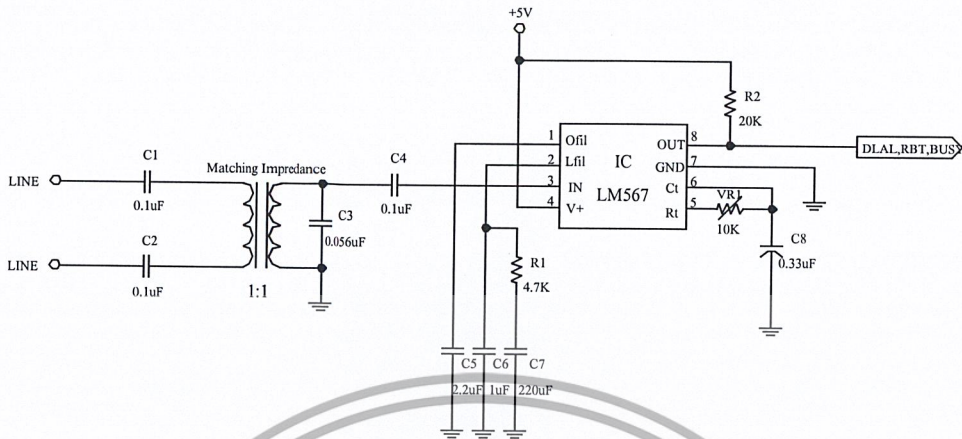 +5V
R2
20K
1
Ofil
OUT
8
DLAL,RBT,BUSY
2
Lfil
IC
GND
7
3
IN
LM567
Ct
6
4
V+
Rt
5
VR1
10K
C8
0.33uF
LINE
C1
0.1uF
Matching Impredance
C4
0.1uF
C3
0.056uF
LINE
C2
0.1uF
1:1
R1
4.7K
C5
C6
C7
2.2uF
1uF
220uF